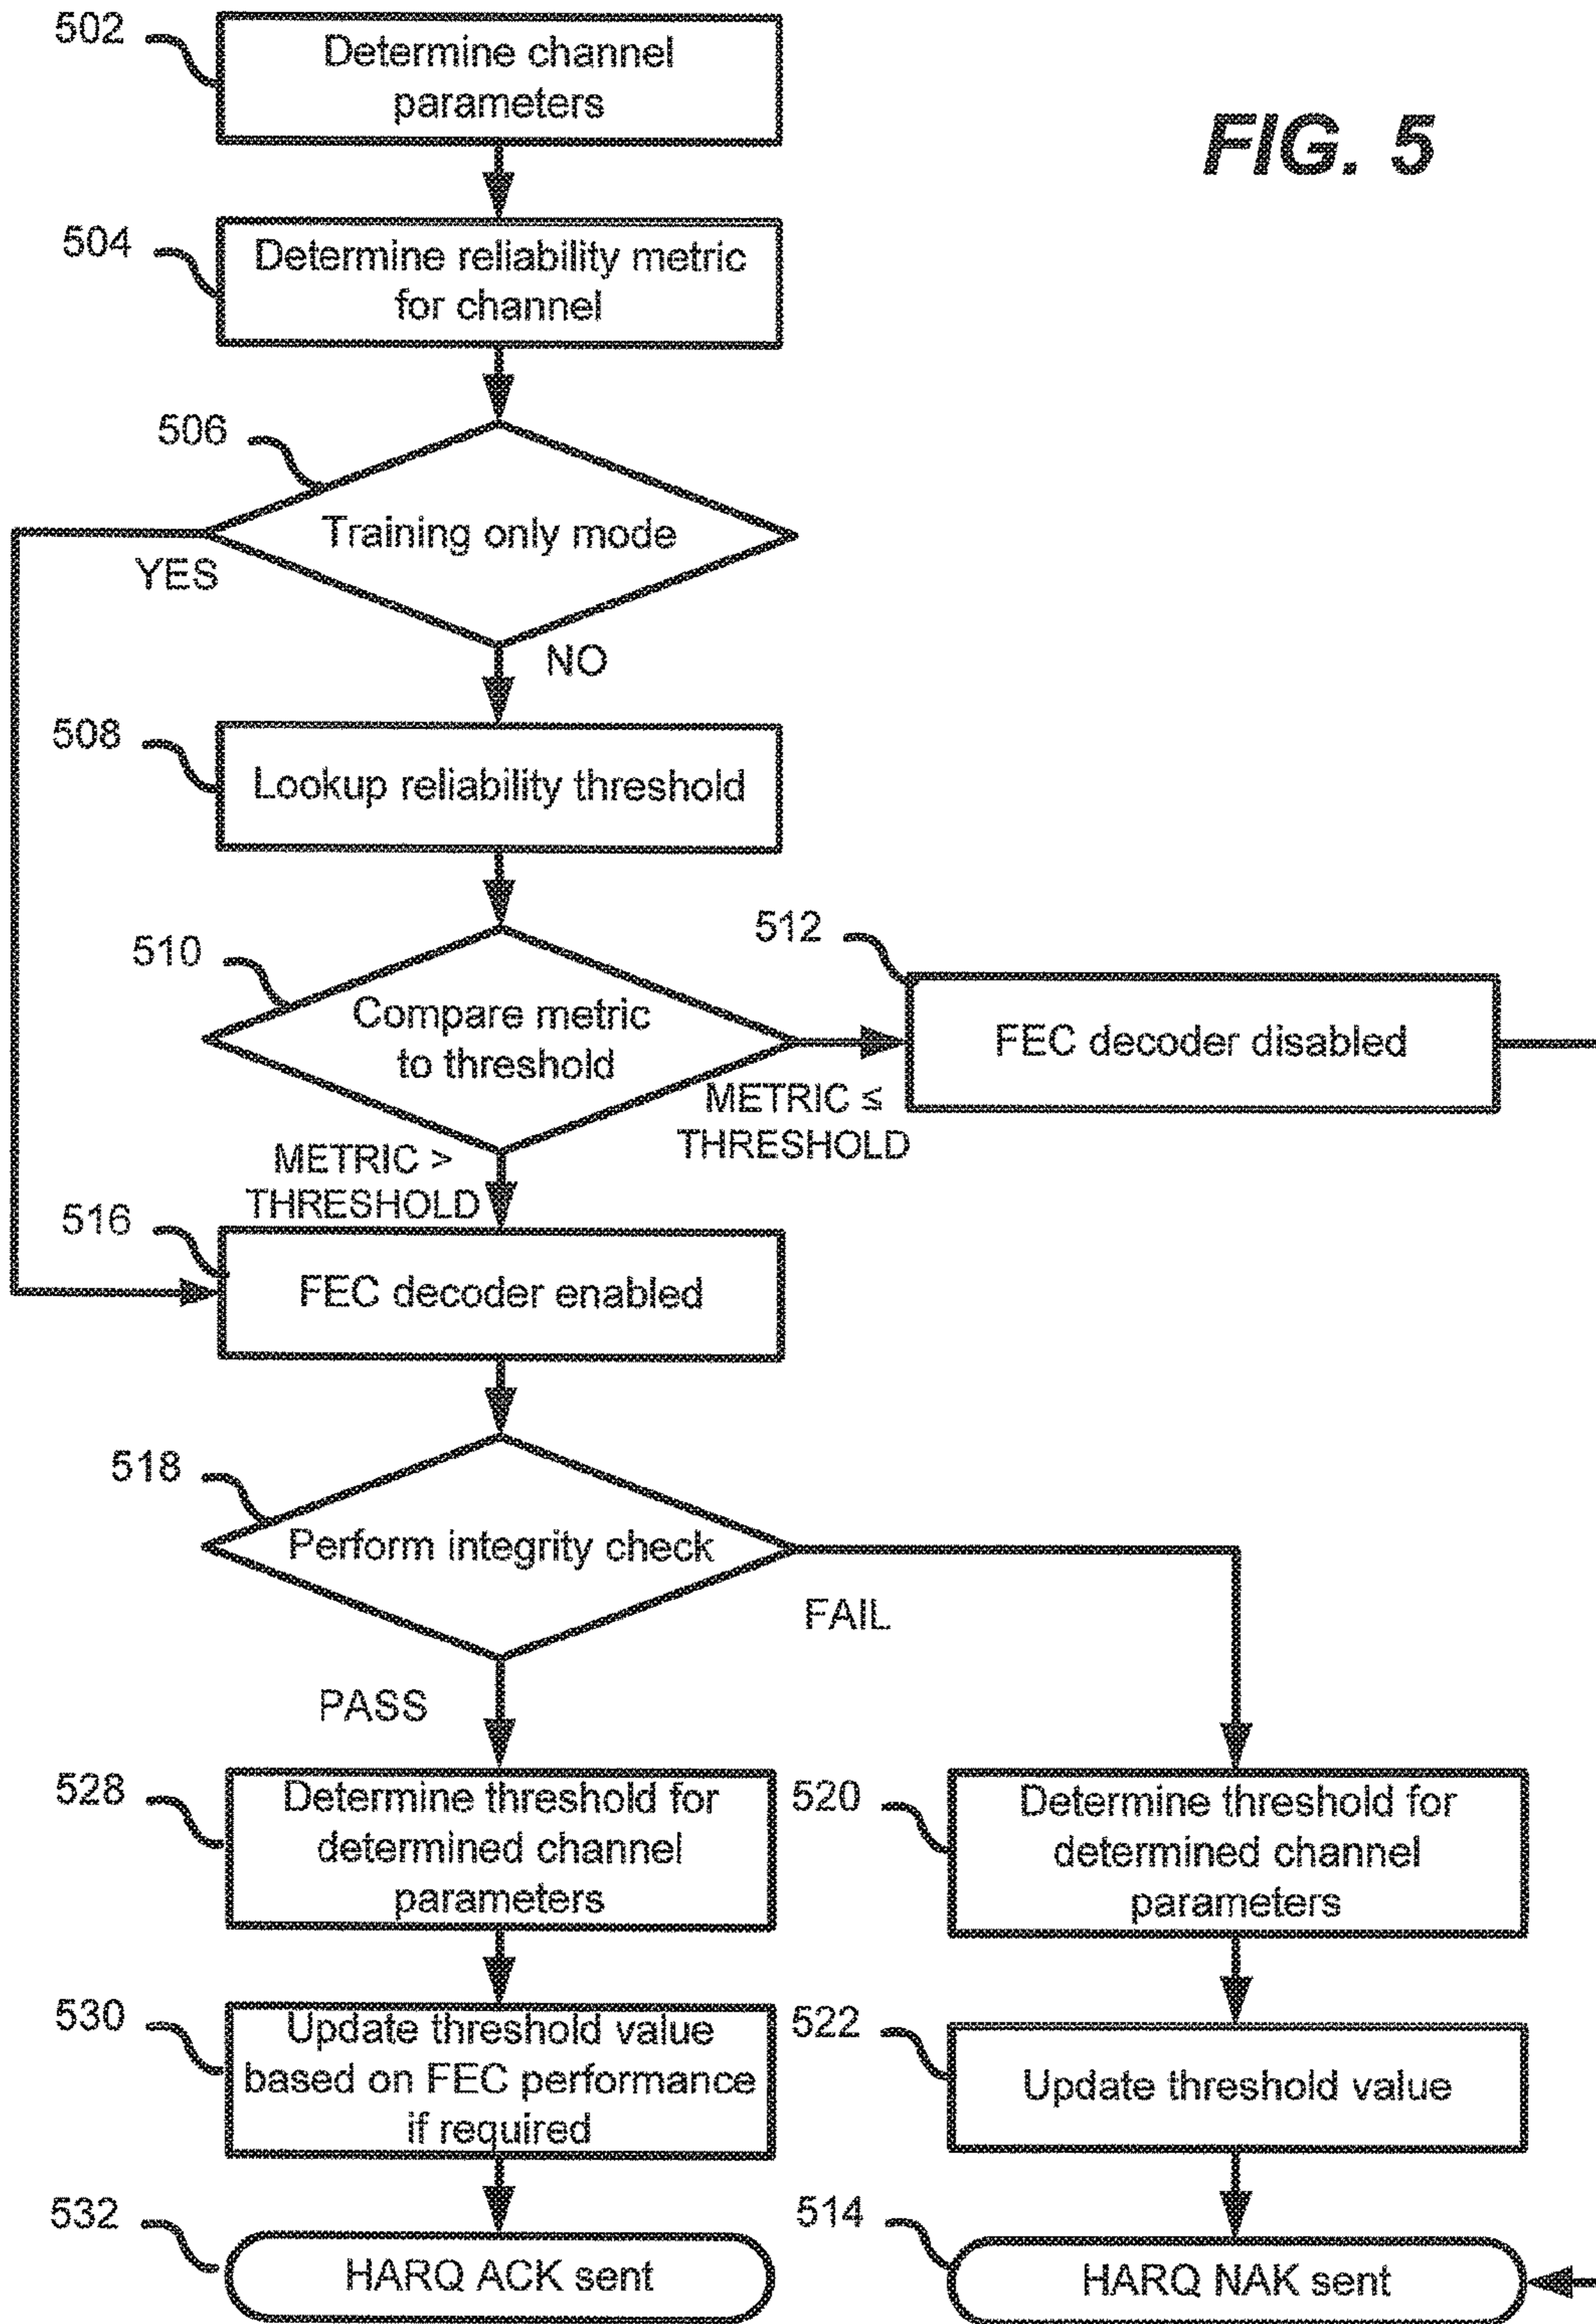 502
Determine channel
parameters
FIG. 5
504
Determine reliability metric
for channel
506
Training only mode
YES
NO
508
Lookup reliability threshold
510
Compare metric
to threshold
512
FEC decoder disabled
METRIC ≤
THRESHOLD
METRIC >
THRESHOLD
516
FEC decoder enabled
518
Perform integrity check
FAIL
PASS
528
Determine threshold for
determined channel
parameters
520
Determine threshold for
determined channel
parameters
530
Update threshold value
based on FEC performance
if required
522
Update threshold value
532
HARQ ACK sent
514
HARQ NAK sent